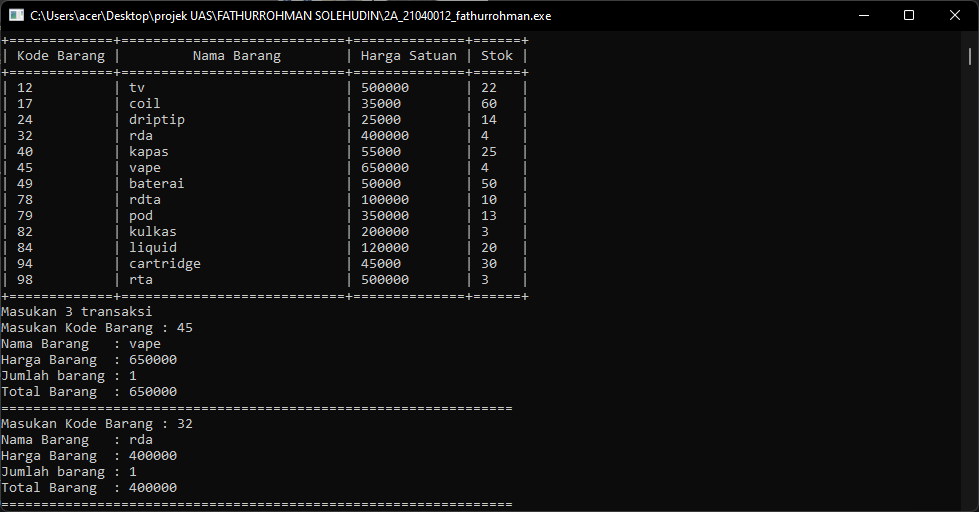 C:\Users\acer\Desktop\projek UAS\FATHURROHMAN SOLEHUDIN\2A_21040012_fathurrohman.exe
+=============+============================+==============+======+
| Kode Barang |         Nama Barang        | Harga Satuan | Stok |
+=============+============================+==============+======+
| 12          | tv                         | 500000       | 22   |
| 17          | coil                       | 35000        | 60   |
| 24          | driptip                    | 25000        | 14   |
| 32          | rda                        | 400000       | 4    |
| 40          | kapas                      | 55000        | 25   |
| 45          | vape                       | 650000       | 4    |
| 49          | baterai                    | 50000        | 50   |
| 78          | rdta                       | 100000       | 10   |
| 79          | pod                        | 350000       | 13   |
| 82          | kulkas                     | 200000       | 3    |
| 84          | liquid                     | 120000       | 20   |
| 94          | cartridge                  | 45000        | 30   |
| 98          | rta                        | 500000       | 3    |
+=============+============================+==============+======+
Masukan 3 transaksi
Masukan Kode Barang : 45
Nama Barang   : vape
Harga Barang  : 650000
Jumlah barang : 1
Total Barang  : 650000
================================================================
Masukan Kode Barang : 32
Nama Barang   : rda
Harga Barang  : 400000
Jumlah barang : 1
Total Barang  : 400000
================================================================